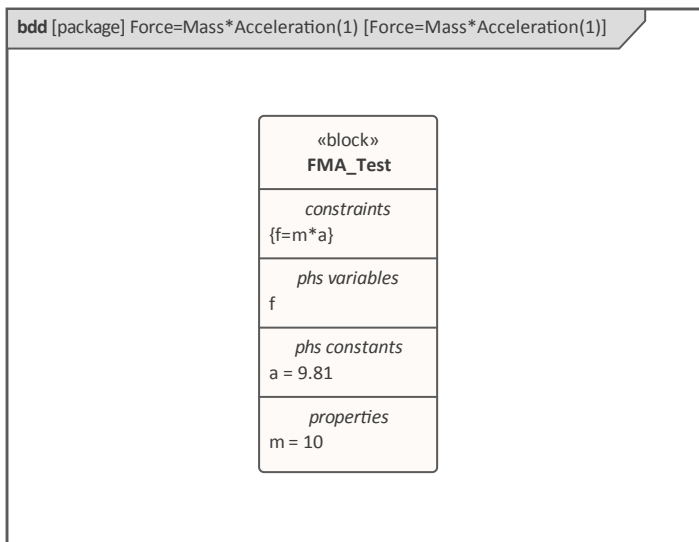 bdd [package] Force=Mass*Acceleration(1) [Force=Mass*Acceleration(1)]
«block»
FMA_Test
constraints
{f=m*a}
phs variables
f
phs constants
a = 9.81
properties
m = 10